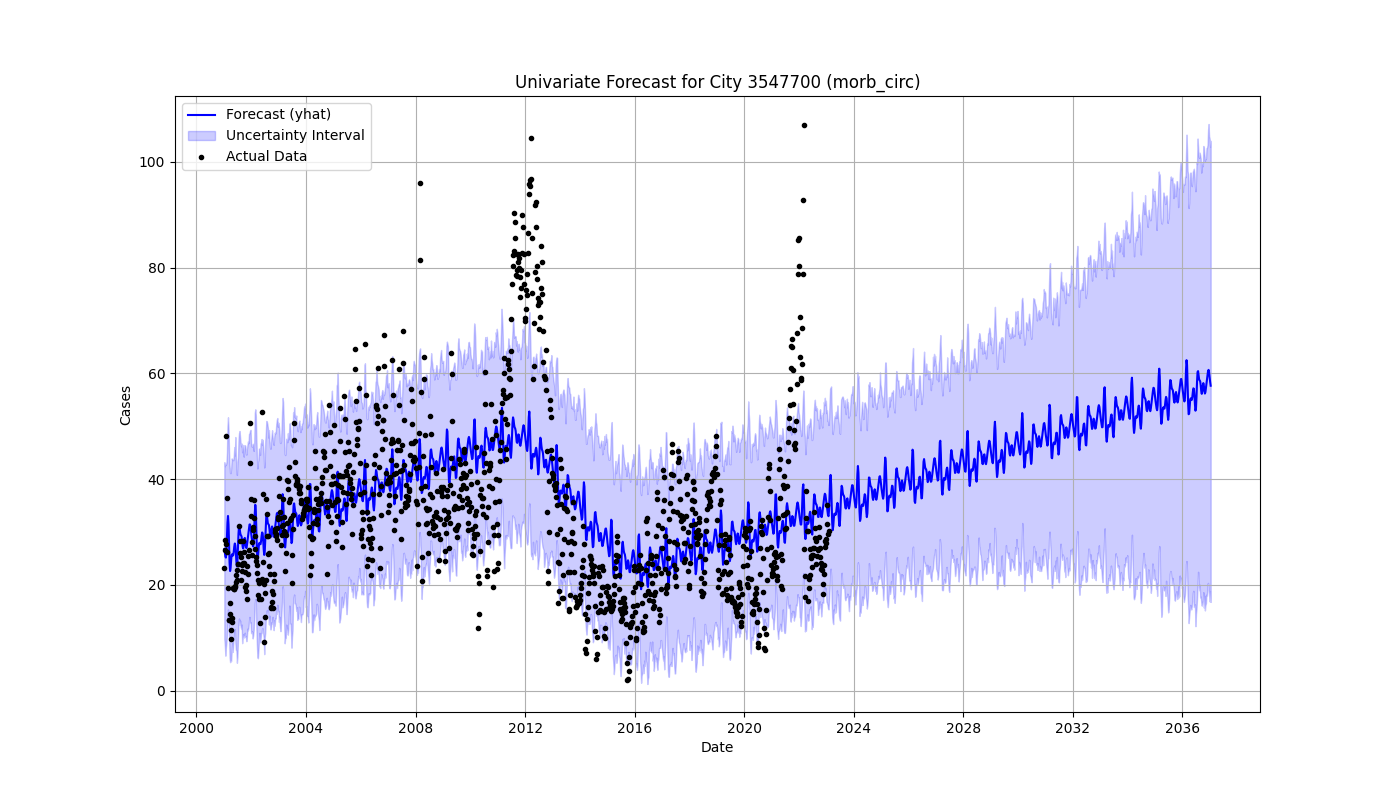 Univariate Forecast for City 3547700 (morb_circ)
Forecast (yhat)
Uncertainty Interval
Actual Data
100
80
60
40
20
0
Cases
2000 2004 2008 2012 2016 2020 2024 2028 2032 2036
Date